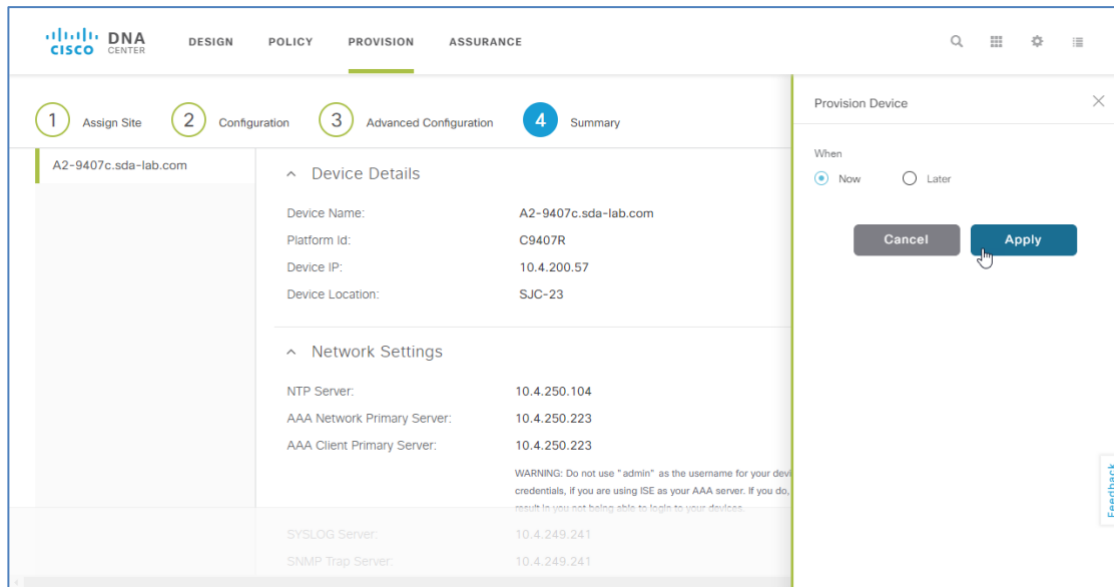 CISCO DNA CENTER
DESIGN POLICY PROVISION ASSURANCE
1 Assign Site 2 Configuration 3 Advanced Configuration 4 Summary
A2-9407c.sda-lab.com
Device Details
Device Name: A2-9407c.sda-lab.com
Platform Id: C9407R
Device IP: 10.4.200.57
Device Location: SJC-23
Network Settings
NTP Server: 10.4.250.104
AAA Network Primary Server: 10.4.250.223
AAA Client Primary Server: 10.4.250.223
WARNING: Do not use "admin" as the username for your devi
credentials, if you are using ISE as your AAA server. If you do,
result in you not being able to login to your devices.
SYSLOG Server: 10.4.249.241
SNMP Trap Server: 10.4.249.241
Provision Device
When
Now Later
Cancel Apply
Feedback